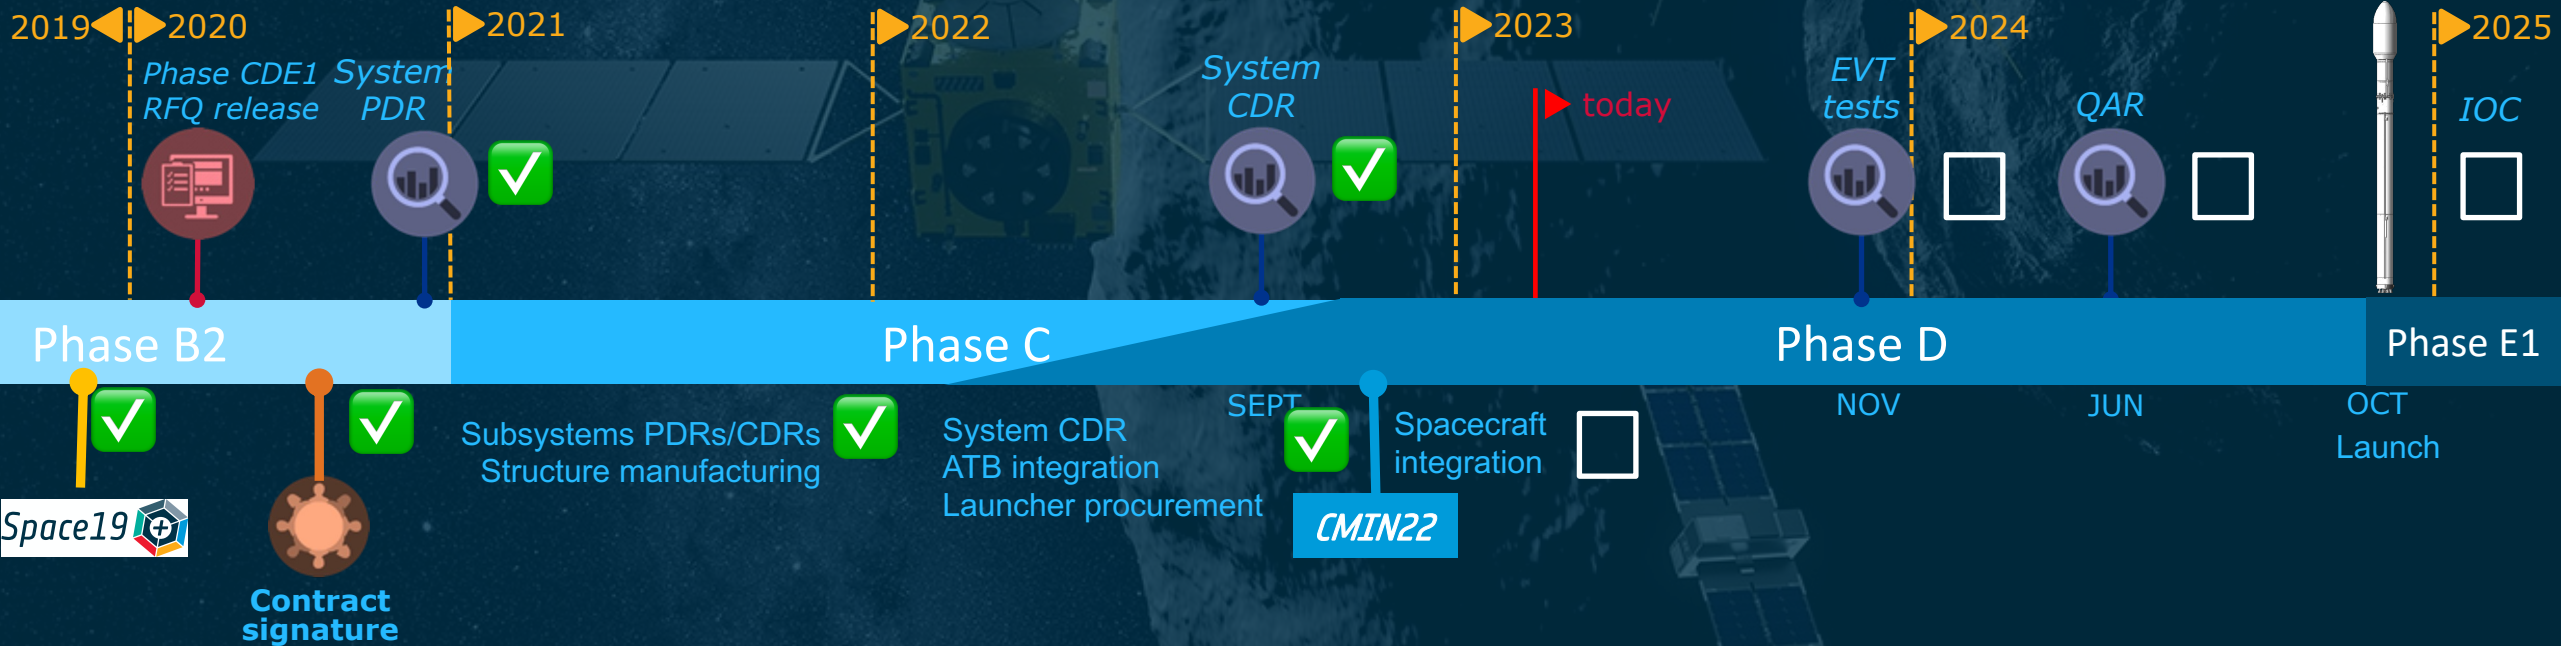 2019
2020
2021
2022
2023
2024
2025
Phase CDE1
RFQ release
System
PDR
System
CDR
today
EVT
tests
QAR
IOC
Phase B2
Phase C
Phase D
Phase E1
SEPT
NOV
JUN
OCT
Launch
Subsystems PDRs/CDRs
Structure manufacturing
System CDR
ATB integration
Launcher procurement
Spacecraft
integration
Space19+
CMIN22
Contract
signature